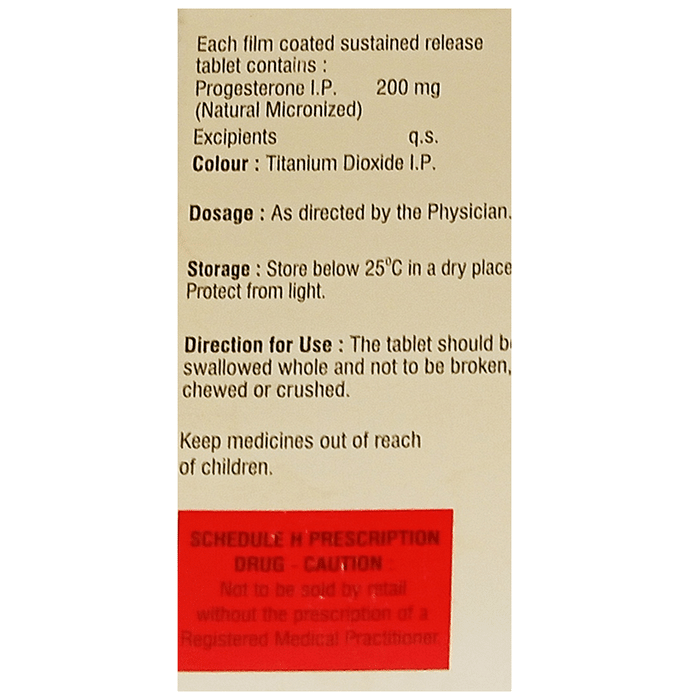 Each film coated sustained release
tablet contains :
Progesterone I.P. 200 mg
(Natural Micronized)
Excipients q.s.
Colour : Titanium Dioxide I.P.
Dosage : As directed by the Physician.
Storage : Store below 25⁰C in a dry place
Protect from light.
Direction for Use : The tablet should b
swallowed whole and not to be broken,
chewed or crushed.
Keep medicines out of reach
of children.
SCHEDULE H PRESCRIPTION
DRUG - CAUTION :
Not to be sold by retail
without the prescription of a
Registered Medical Practitioner.